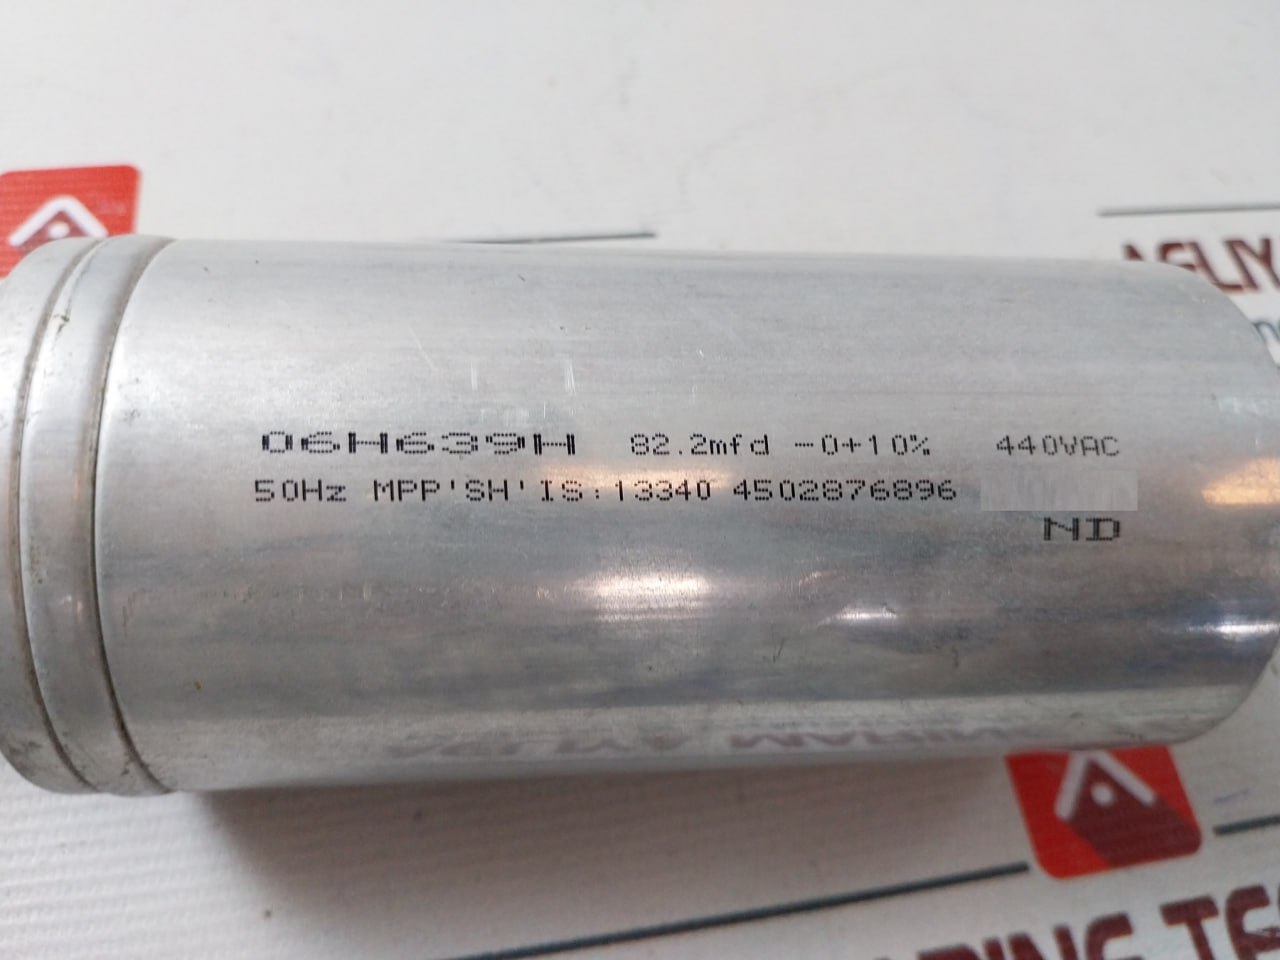 06H639H 82.2mfd -0+10% 440VAC
50Hz MPP'SH'IS:13340 4502876896
ND